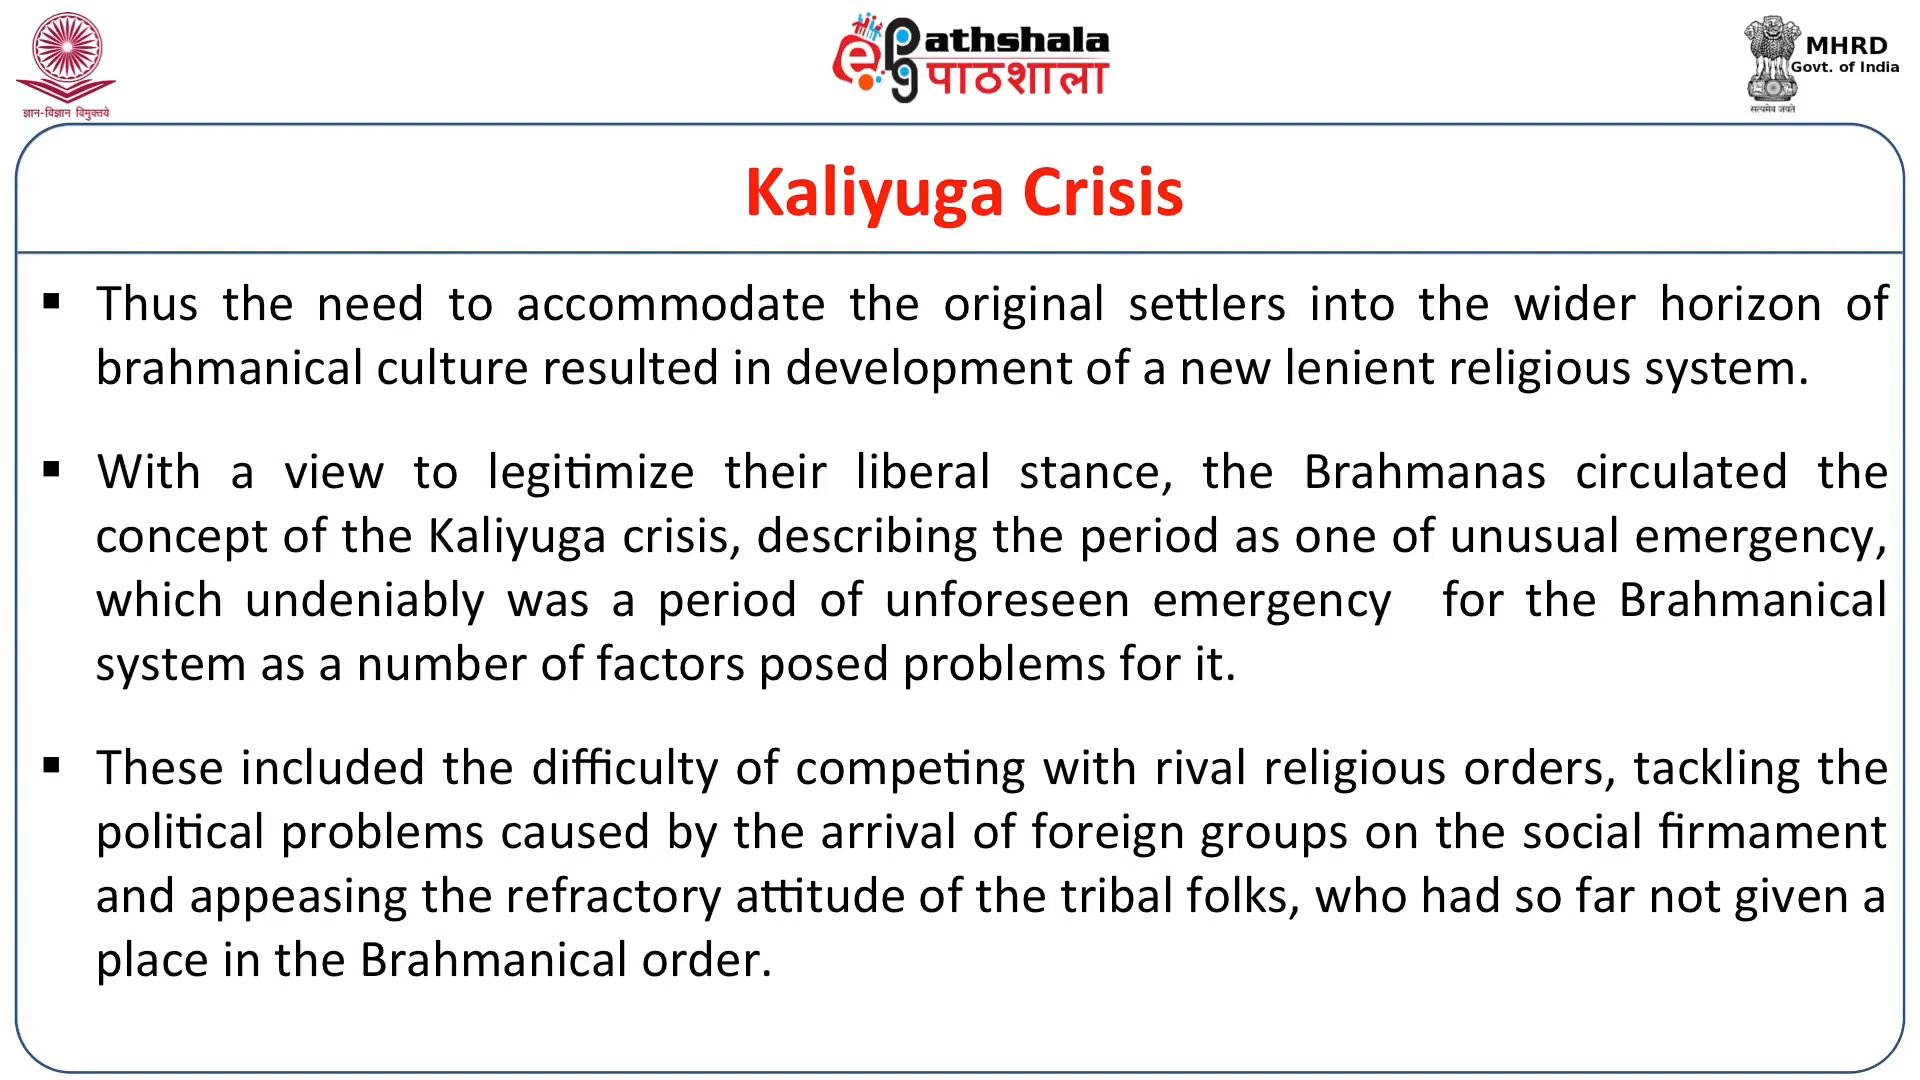 ज्ञान-विज्ञान विमुक्तये
ePathshala
पाठशाला
MHRD
Govt. of India
सत्यमेव जयते
Kaliyuga Crisis
▪ Thus the need to accommodate the original settlers into the wider horizon of
brahmanical culture resulted in development of a new lenient religious system.
▪ With a view to legitimize their liberal stance, the Brahmanas circulated the
concept of the Kaliyuga crisis, describing the period as one of unusual emergency,
which undeniably was a period of unforeseen emergency for the Brahmanical
system as a number of factors posed problems for it.
▪ These included the difficulty of competing with rival religious orders, tackling the
political problems caused by the arrival of foreign groups on the social firmament
and appeasing the refractory attitude of the tribal folks, who had so far not given a
place in the Brahmanical order.